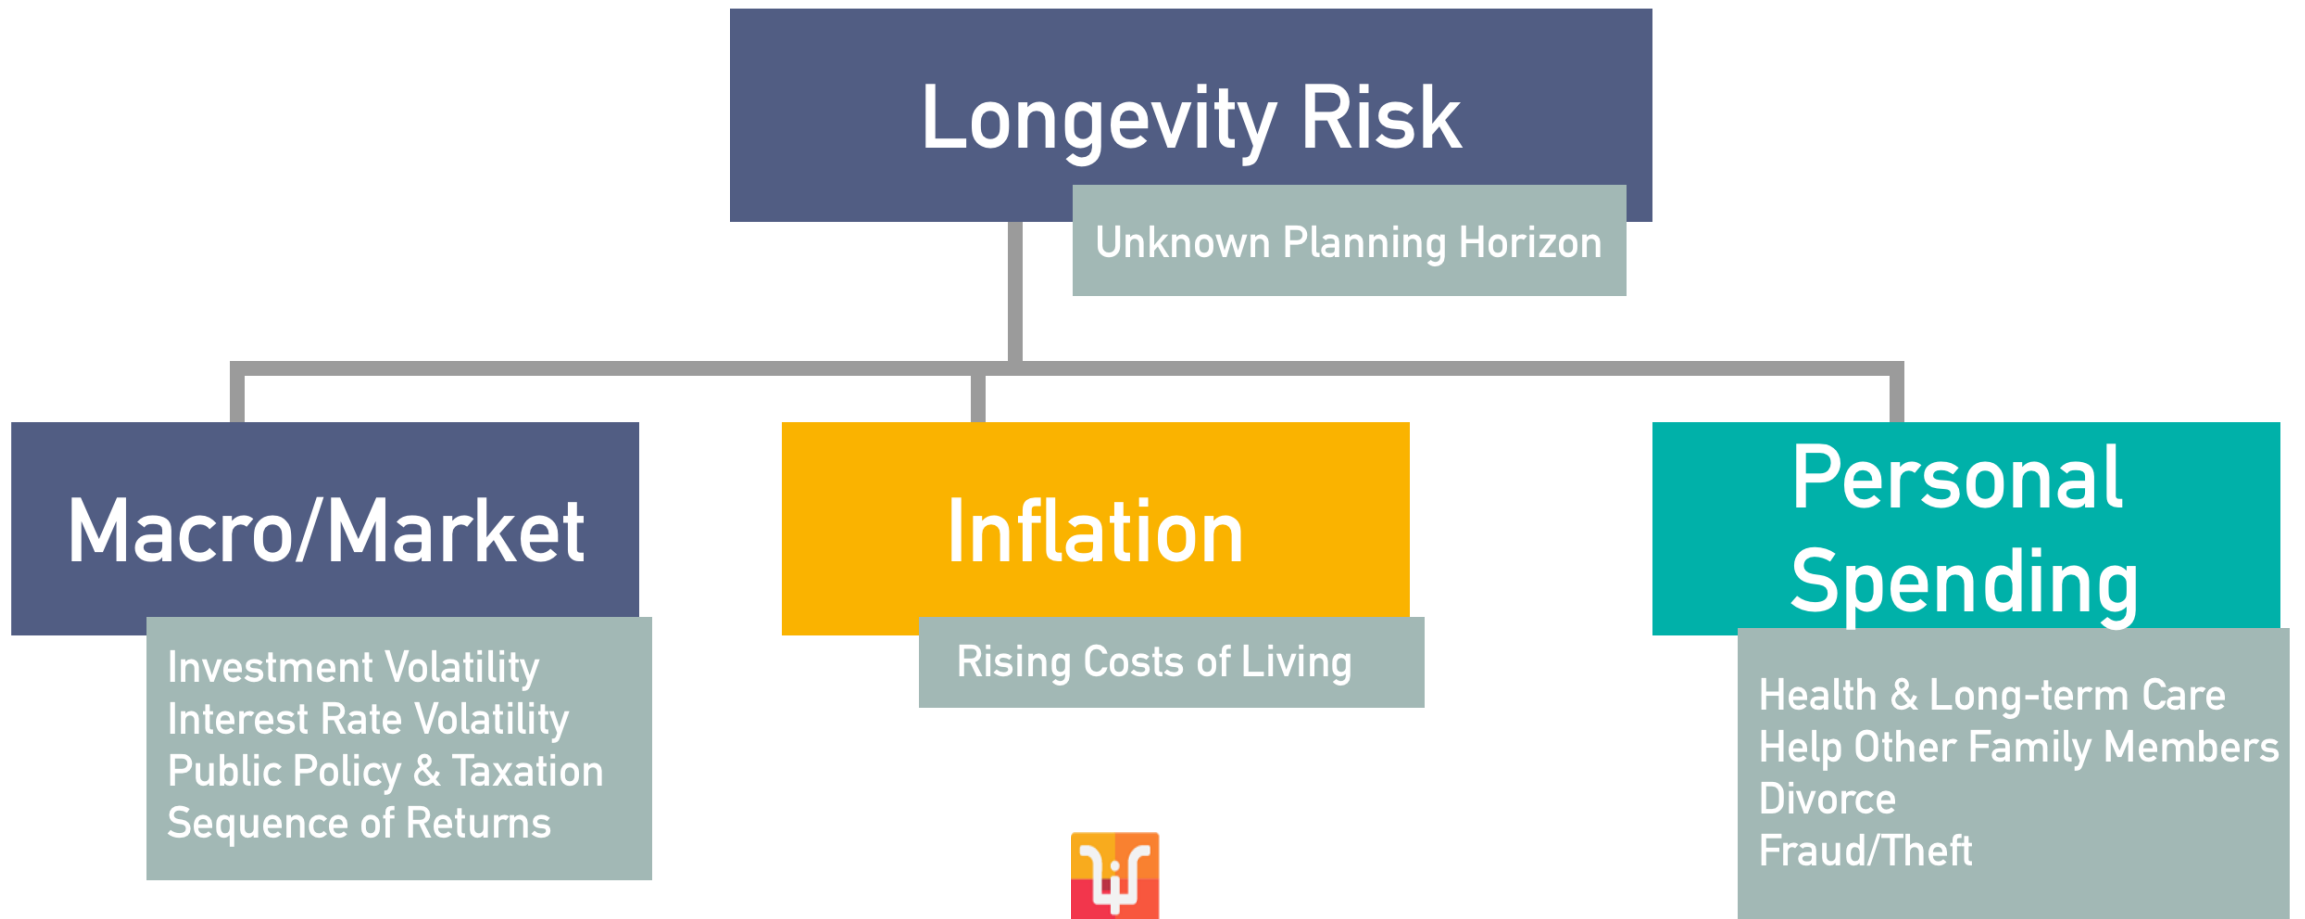 Longevity Risk
Unknown Planning Horizon
Macro/Market
Investment Volatility
Interest Rate Volatility
Public Policy & Taxation
Sequence of Returns
Inflation
Rising Costs of Living
Personal
Spending
Health & Long-term Care
Help Other Family Members
Divorce
Fraud/Theft